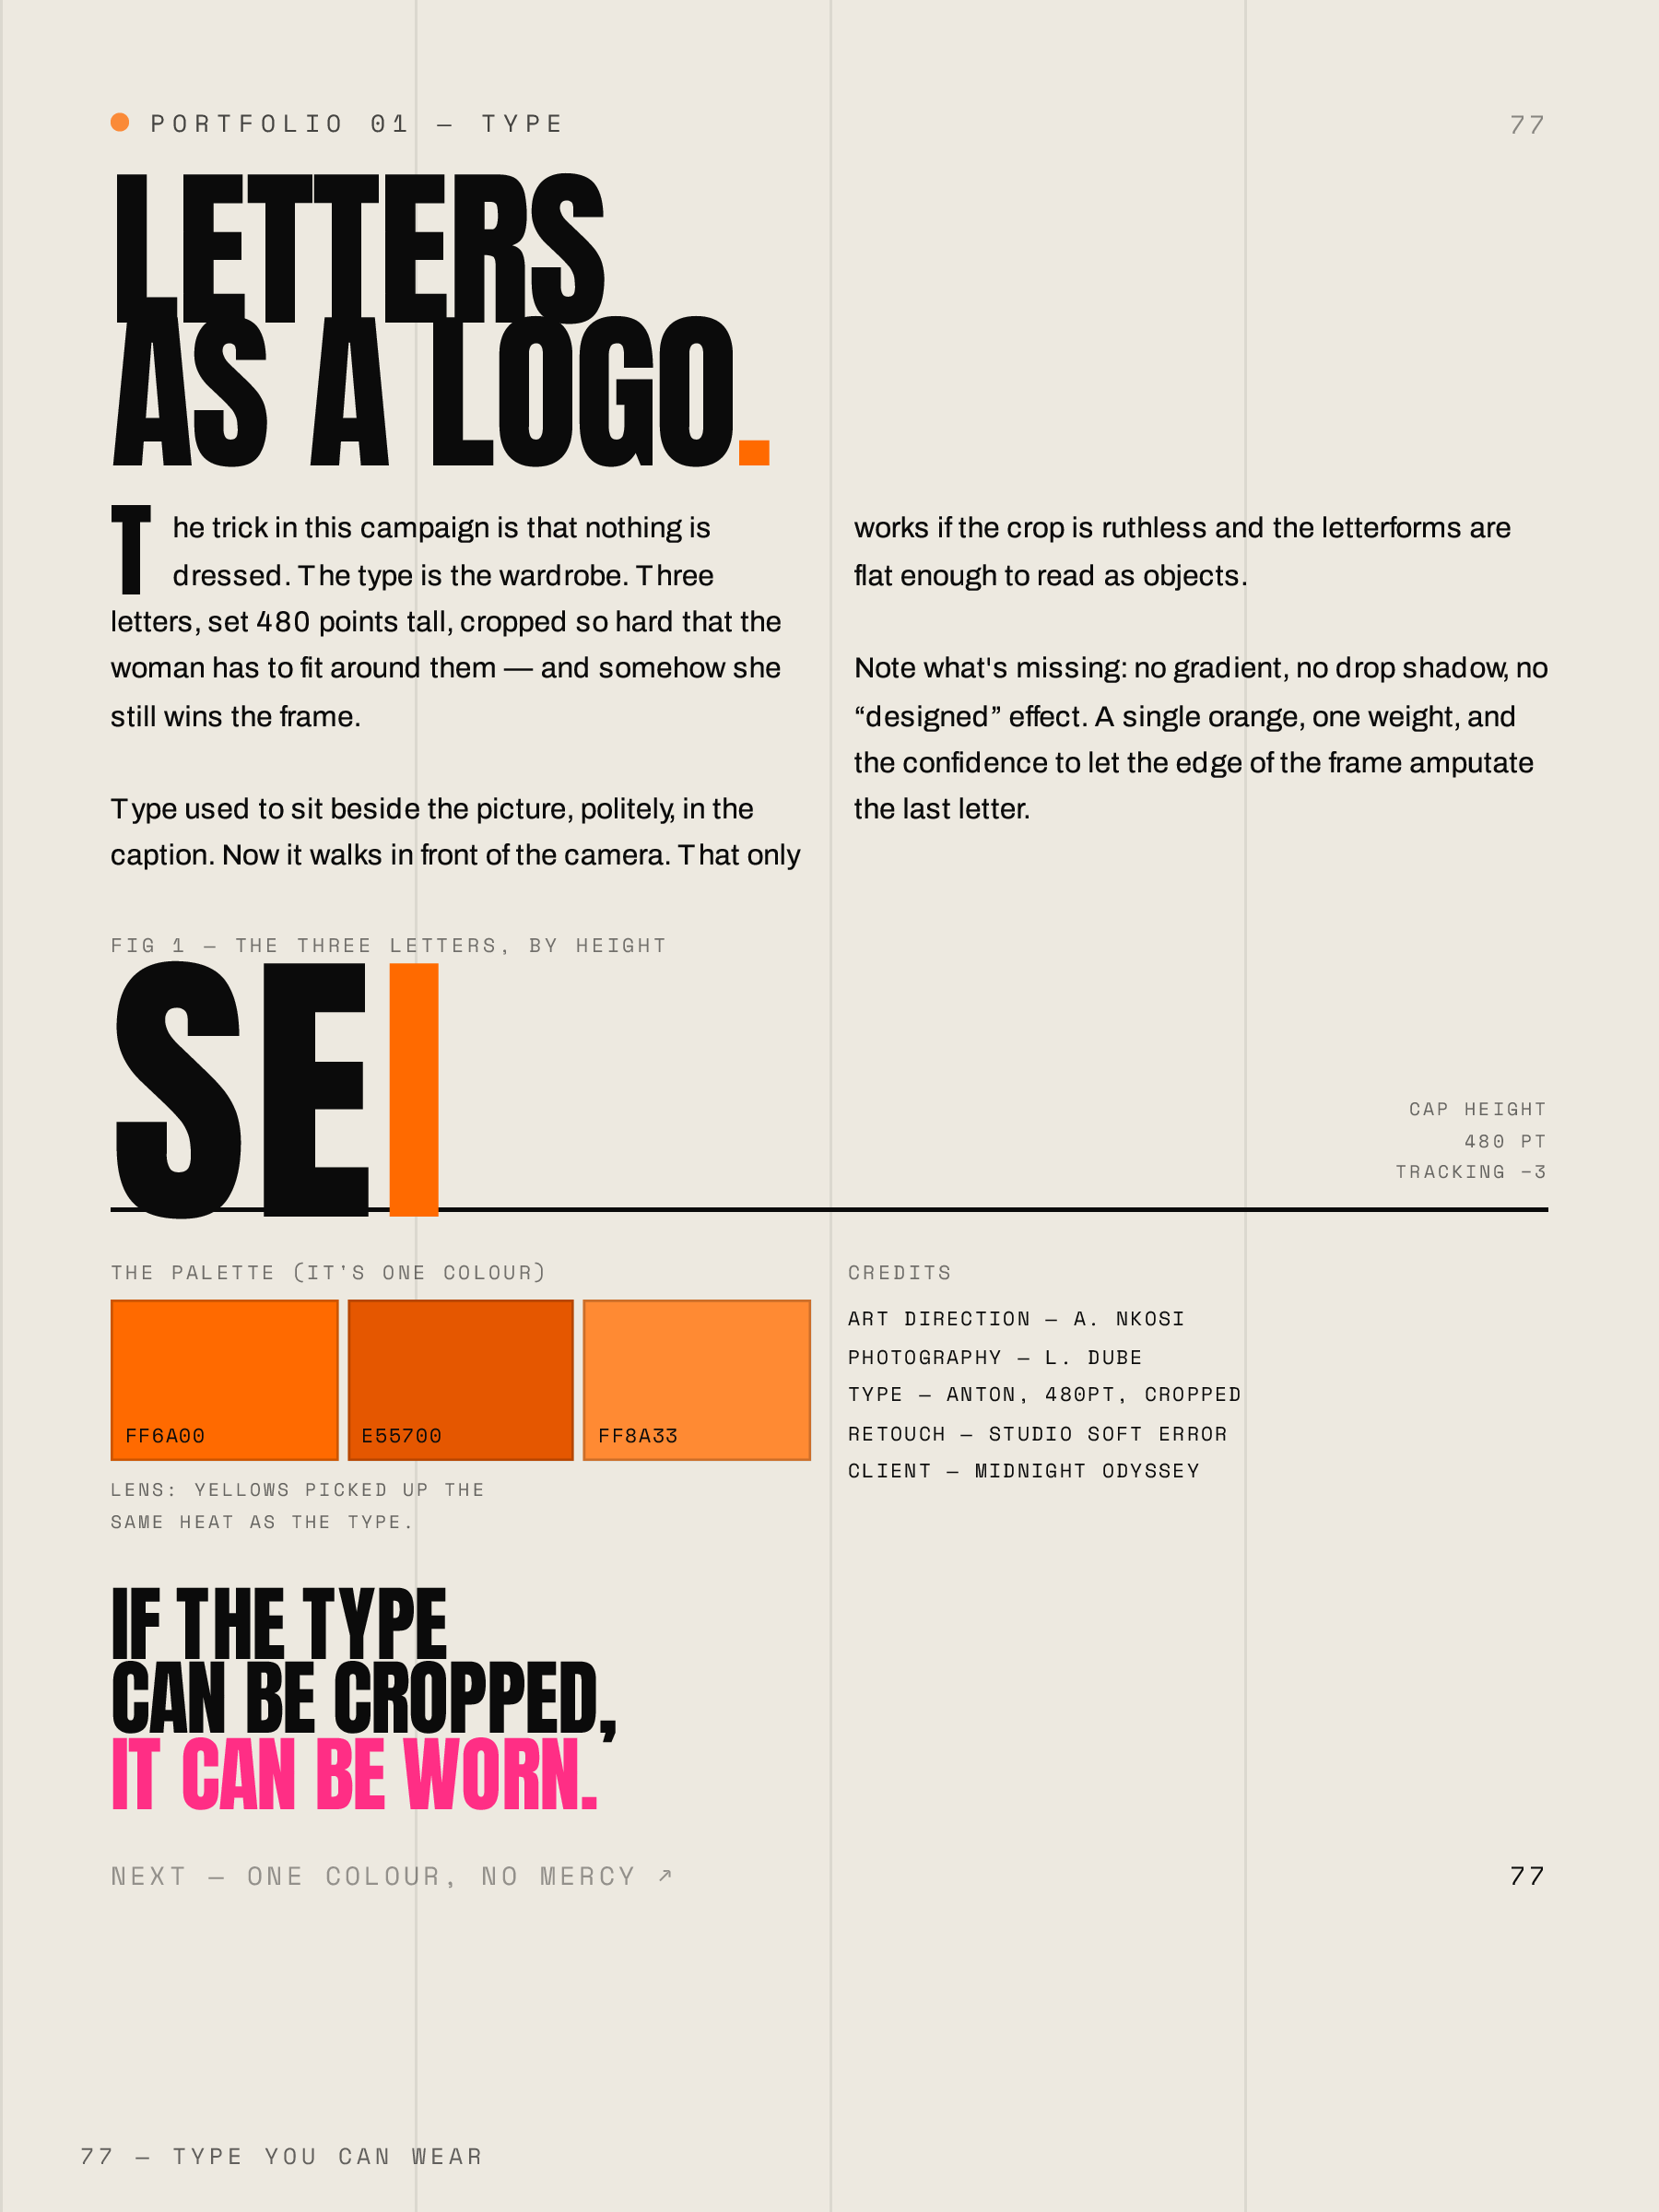 PORTFOLIO 01 — TYPE
77
LETTERS
AS A LOGO.
The trick in this campaign is that nothing is
dressed. The type is the wardrobe. Three
letters, set 480 points tall, cropped so hard that the
woman has to fit around them — and somehow she
still wins the frame.
Type used to sit beside the picture, politely, in the
caption. Now it walks in front of the camera. That only
works if the crop is ruthless and the letterforms are
flat enough to read as objects.
Note what's missing: no gradient, no drop shadow, no
“designed” effect. A single orange, one weight, and
the confidence to let the edge of the frame amputate
the last letter.
FIG 1 — THE THREE LETTERS, BY HEIGHT
SEI
CAP HEIGHT
480 PT
TRACKING −3
THE PALETTE (IT'S ONE COLOUR)
FF6A00
E55700
FF8A33
LENS: YELLOWS PICKED UP THE
SAME HEAT AS THE TYPE.
CREDITS
ART DIRECTION — A. NKOSI
PHOTOGRAPHY — L. DUBE
TYPE — ANTON, 480PT, CROPPED
RETOUCH — STUDIO SOFT ERROR
CLIENT — MIDNIGHT ODYSSEY
IF THE TYPE
CAN BE CROPPED,
IT CAN BE WORN.
NEXT — ONE COLOUR, NO MERCY ↗
77
77 — TYPE YOU CAN WEAR